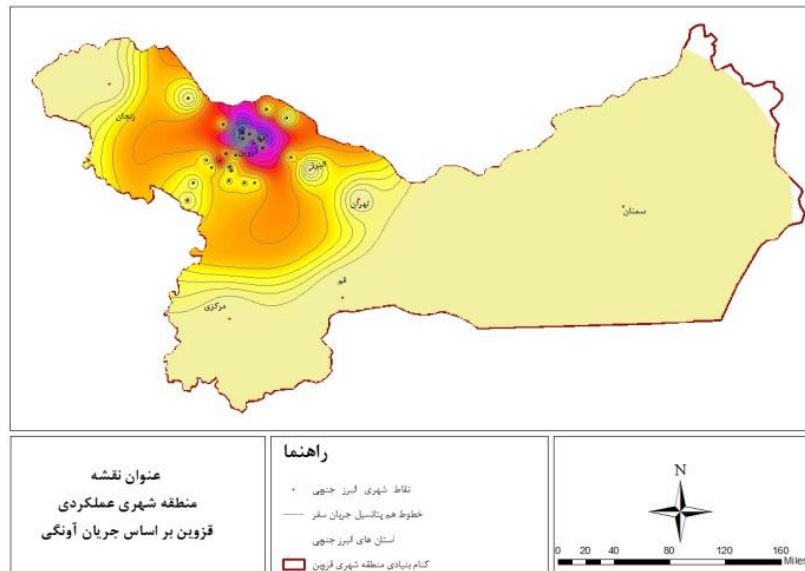 زنجان
قزوین
البرز
تهران
سمنان
قم
مرکزی
عنوان نقشه
منطقه شهری عملکردی
قزوین بر اساس جریان آونگی
راهنما
نقاط شهری البرز جنوبی
خطوط هم پتانسیل جریان سفر
استان های البرز جنوبی
کنام بنیادی منطقه شهری قزوین
N
0 20 40 80 120 160
Miles